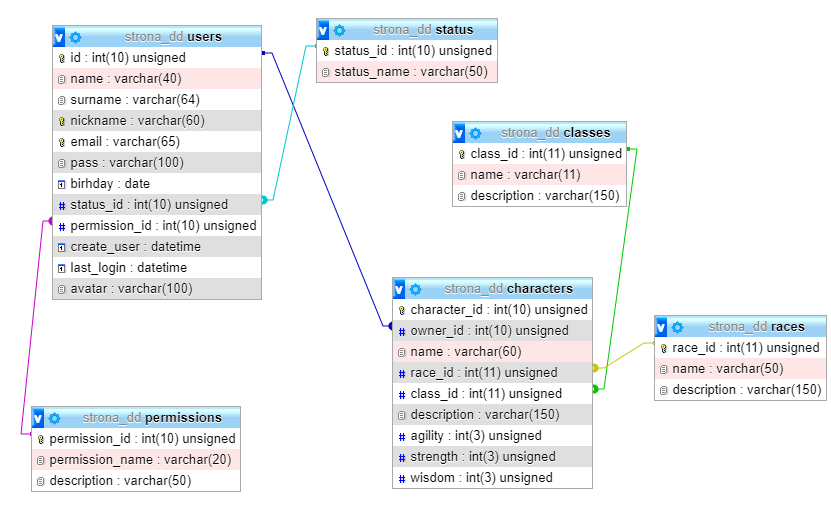 strona_dd users
id : int(10) unsigned
name : varchar(40)
surname : varchar(64)
nickname : varchar(60)
email : varchar(65)
pass : varchar(100)
birhday : date
status_id : int(10) unsigned
permission_id : int(10) unsigned
create_user : datetime
last_login : datetime
avatar : varchar(100)
strona_dd status
status_id : int(10) unsigned
status_name : varchar(50)
strona_dd classes
class_id : int(11) unsigned
name : varchar(11)
description : varchar(150)
strona_dd characters
character_id : int(10) unsigned
owner_id : int(10) unsigned
name : varchar(60)
race_id : int(11) unsigned
class_id : int(11) unsigned
description : varchar(150)
agility : int(3) unsigned
strength : int(3) unsigned
wisdom : int(3) unsigned
strona_dd races
race_id : int(11) unsigned
name : varchar(50)
description : varchar(150)
strona_dd permissions
permission_id : int(10) unsigned
permission_name : varchar(20)
description : varchar(50)